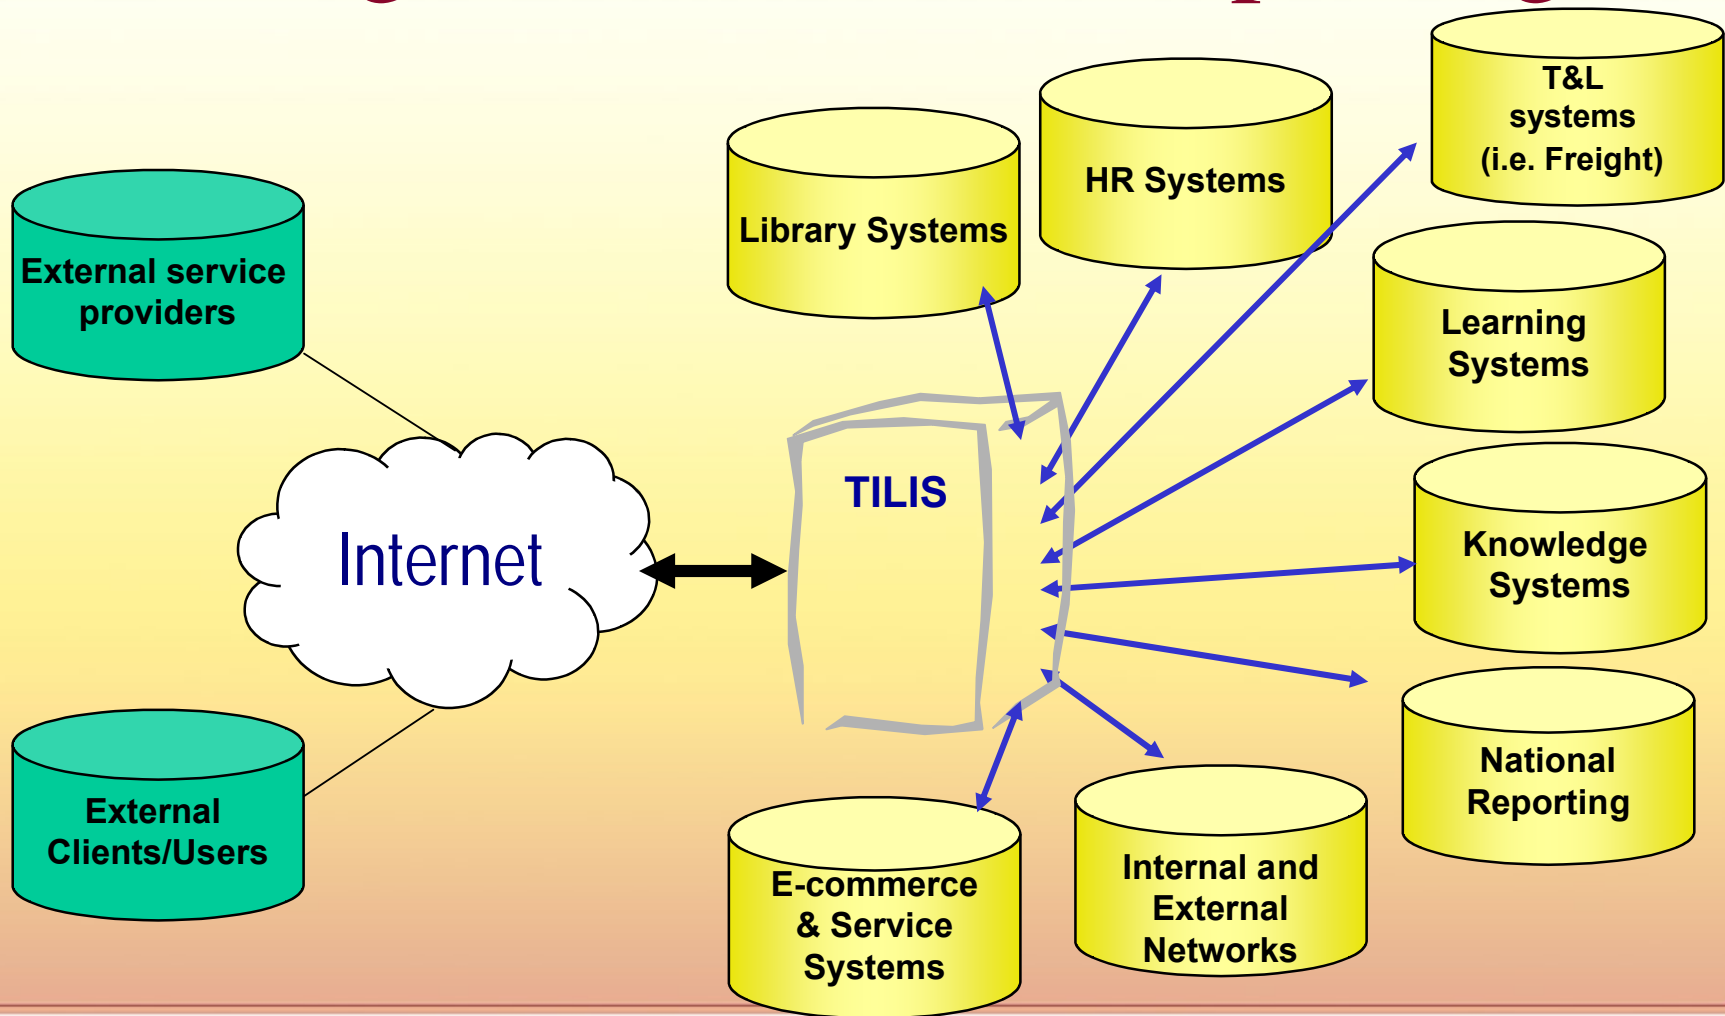 T&L
systems
(i.e. Freight)
HR Systems
Library Systems
External service
providers
Learning
Systems
TILIS
Internet
Knowledge
Systems
National
Reporting
External
Clients/Users
E-commerce
& Service
Systems
Internal and
External
Networks